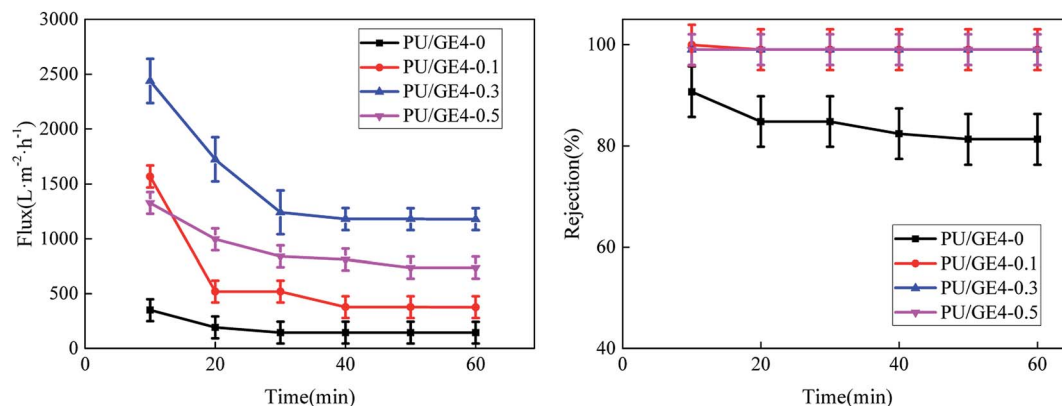 3000
2500
2000
1500
1000
500
0
Flux(L·m⁻²·h⁻¹)
PU/GE4-0
PU/GE4-0.1
PU/GE4-0.3
PU/GE4-0.5
0
20
40
60
Time(min)
100
80
60
40
Rejection(%)
PU/GE4-0
PU/GE4-0.1
PU/GE4-0.3
PU/GE4-0.5
0
20
40
60
Time(min)